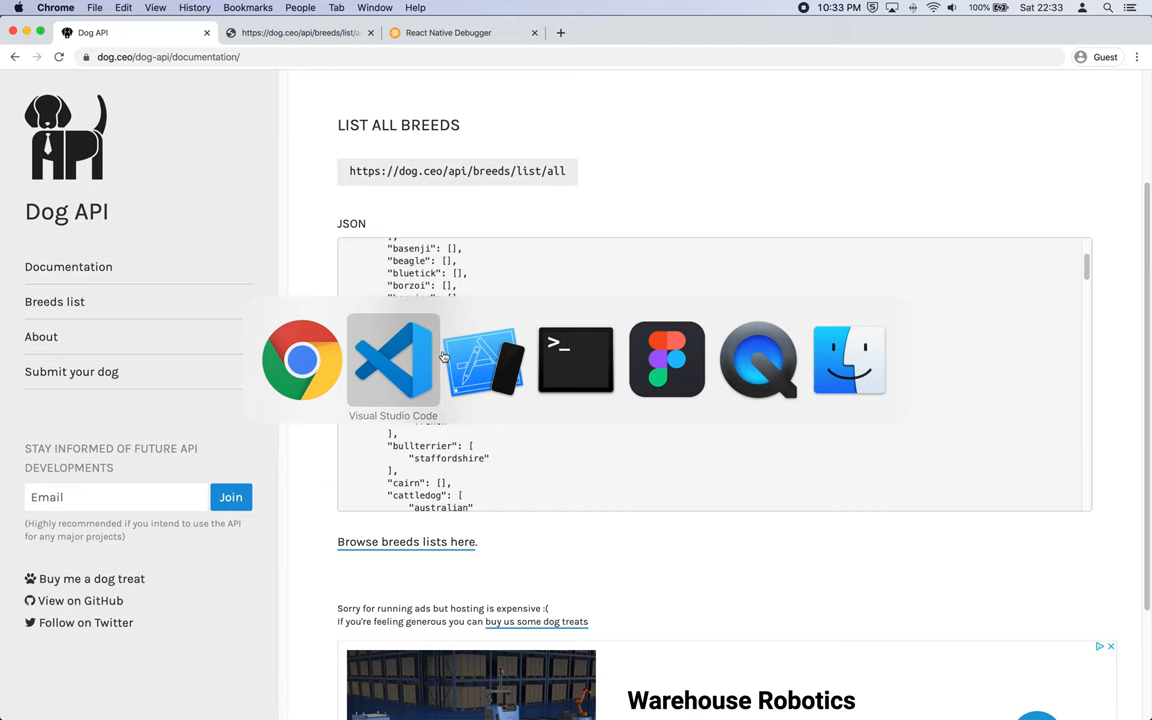 Chrome File Edit View History Bookmarks People Tab Window Help 10:33 PM 100% Sat 22:33
Dog API https://dog.ceo/api/breeds/list/a React Native Debugger
dog.ceo/dog-api/documentation/ Guest
Dog API
Documentation
Breeds list
About
Submit your dog
STAY INFORMED OF FUTURE API
DEVELOPMENTS
Email Join
(Highly recommended if you intend to use the API
for any major projects)
Buy me a dog treat
View on GitHub
Follow on Twitter
LIST ALL BREEDS
https://dog.ceo/api/breeds/list/all
JSON
],
"basenji": [],
"beagle": [],
"bluetick": [],
"borzoi": [],
>_
Visual Studio Code
],
"bullterrier": [
"staffordshire"
],
"cairn": [],
"cattledog": [
"australian"
Browse breeds lists here.
Sorry for running ads but hosting is expensive :(
If you're feeling generous you can buy us some dog treats
Warehouse Robotics